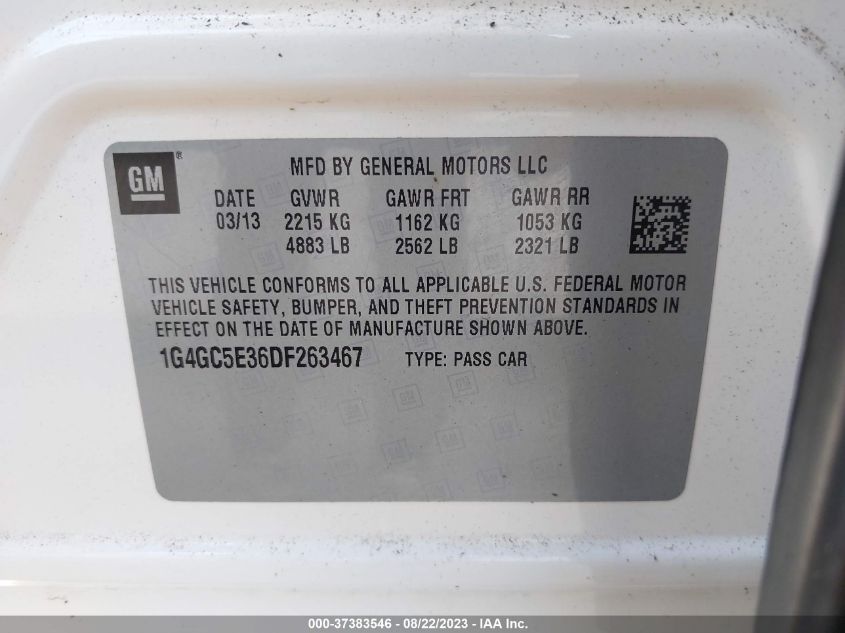 GM ®
MFD BY GENERAL MOTORS LLC
DATE GVWR GAWR FRT GAWR RR
03/13 2215 KG 1162 KG 1053 KG
4883 LB 2562 LB 2321 LB
THIS VEHICLE CONFORMS TO ALL APPLICABLE U.S. FEDERAL MOTOR
VEHICLE SAFETY, BUMPER, AND THEFT PREVENTION STANDARDS IN
EFFECT ON THE DATE OF MANUFACTURE SHOWN ABOVE.
1G4GC5E36DF263467 TYPE: PASS CAR
000-37383546 - 08/22/2023 - IAA Inc.